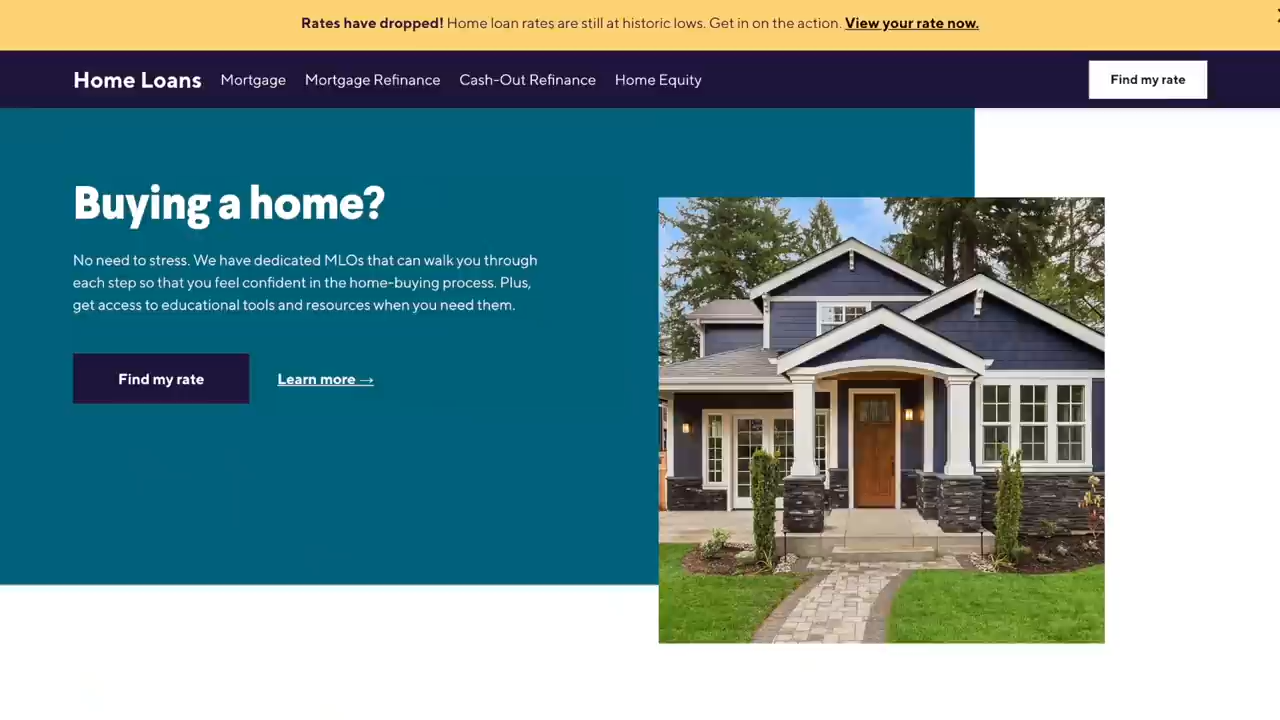 Rates have dropped! Home loan rates are still at historic lows. Get in on the action. View your rate now.
Home Loans Mortgage Mortgage Refinance Cash-Out Refinance Home Equity Find my rate
Buying a home?
No need to stress. We have dedicated MLOs that can walk you through
each step so that you feel confident in the home-buying process. Plus,
get access to educational tools and resources when you need them.
Find my rate Learn more →